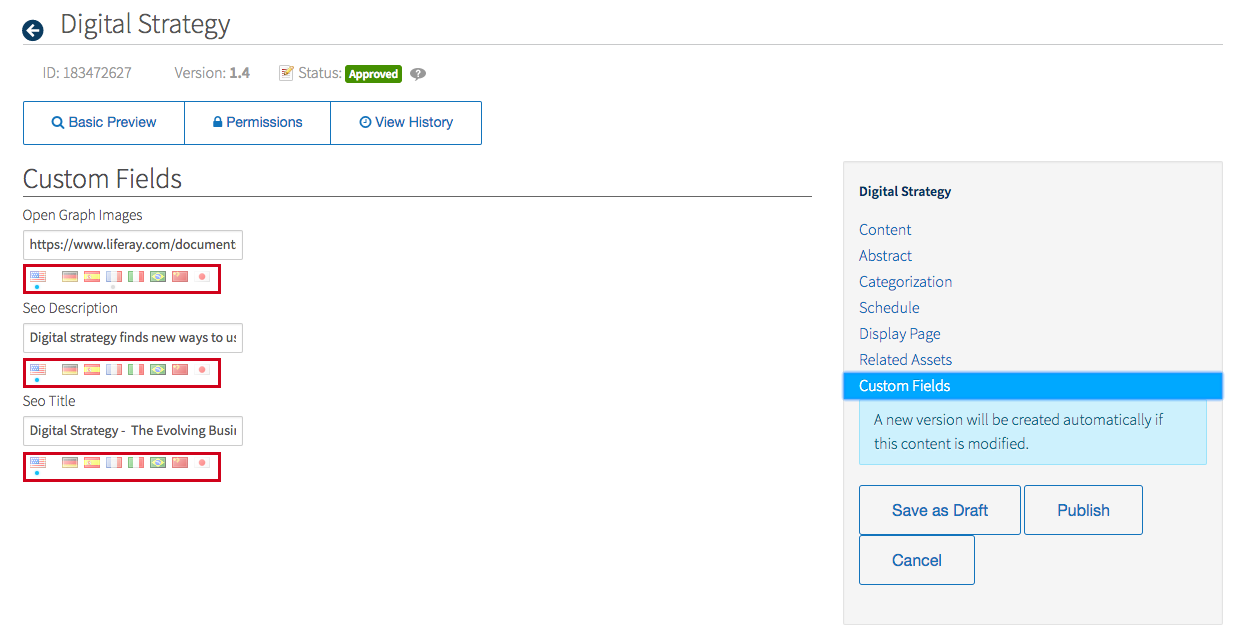 Digital Strategy
ID: 183472627 Version: 1.4 Status: Approved ?
Basic Preview Permissions View History
Custom Fields
Open Graph Images
https://www.liferay.com/document
Seo Description
Digital strategy finds new ways to us
Seo Title
Digital Strategy - The Evolving Busin
Digital Strategy
Content
Abstract
Categorization
Schedule
Display Page
Related Assets
Custom Fields
A new version will be created automatically if
this content is modified.
Save as Draft Publish
Cancel